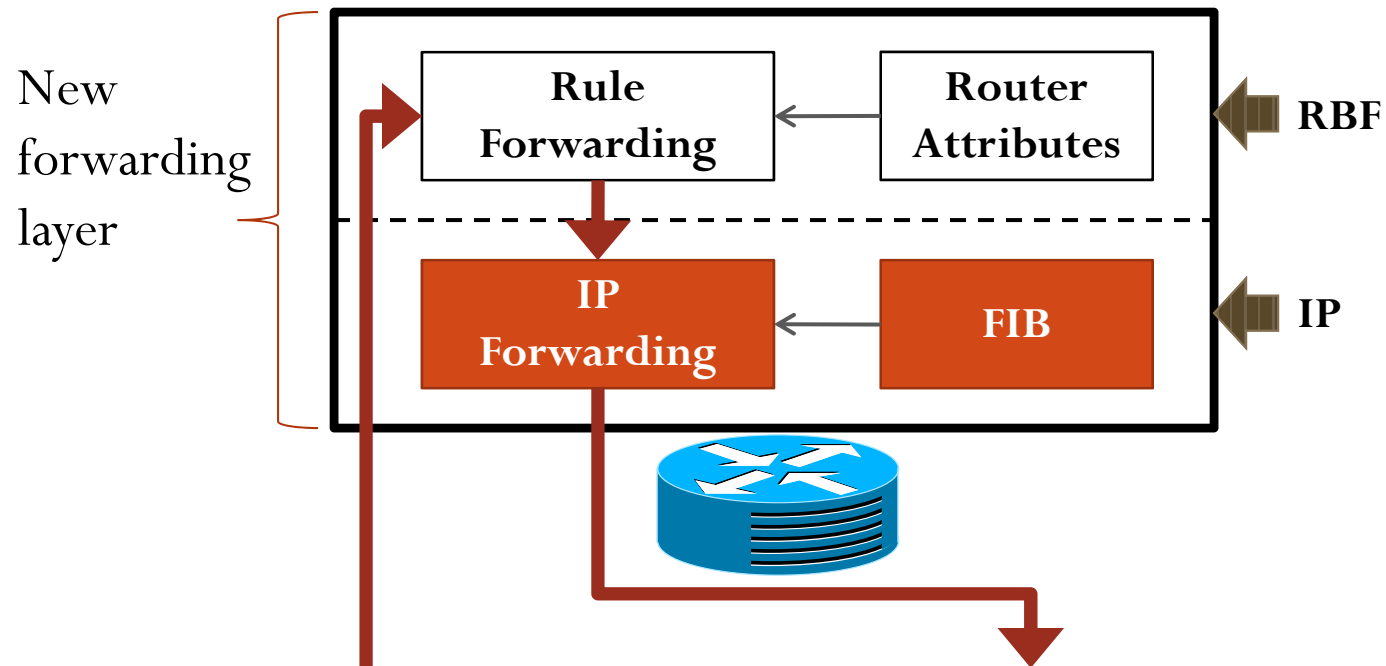 New
forwarding
layer
Rule
Forwarding
Router
Attributes
RBF
IP
Forwarding
FIB
IP